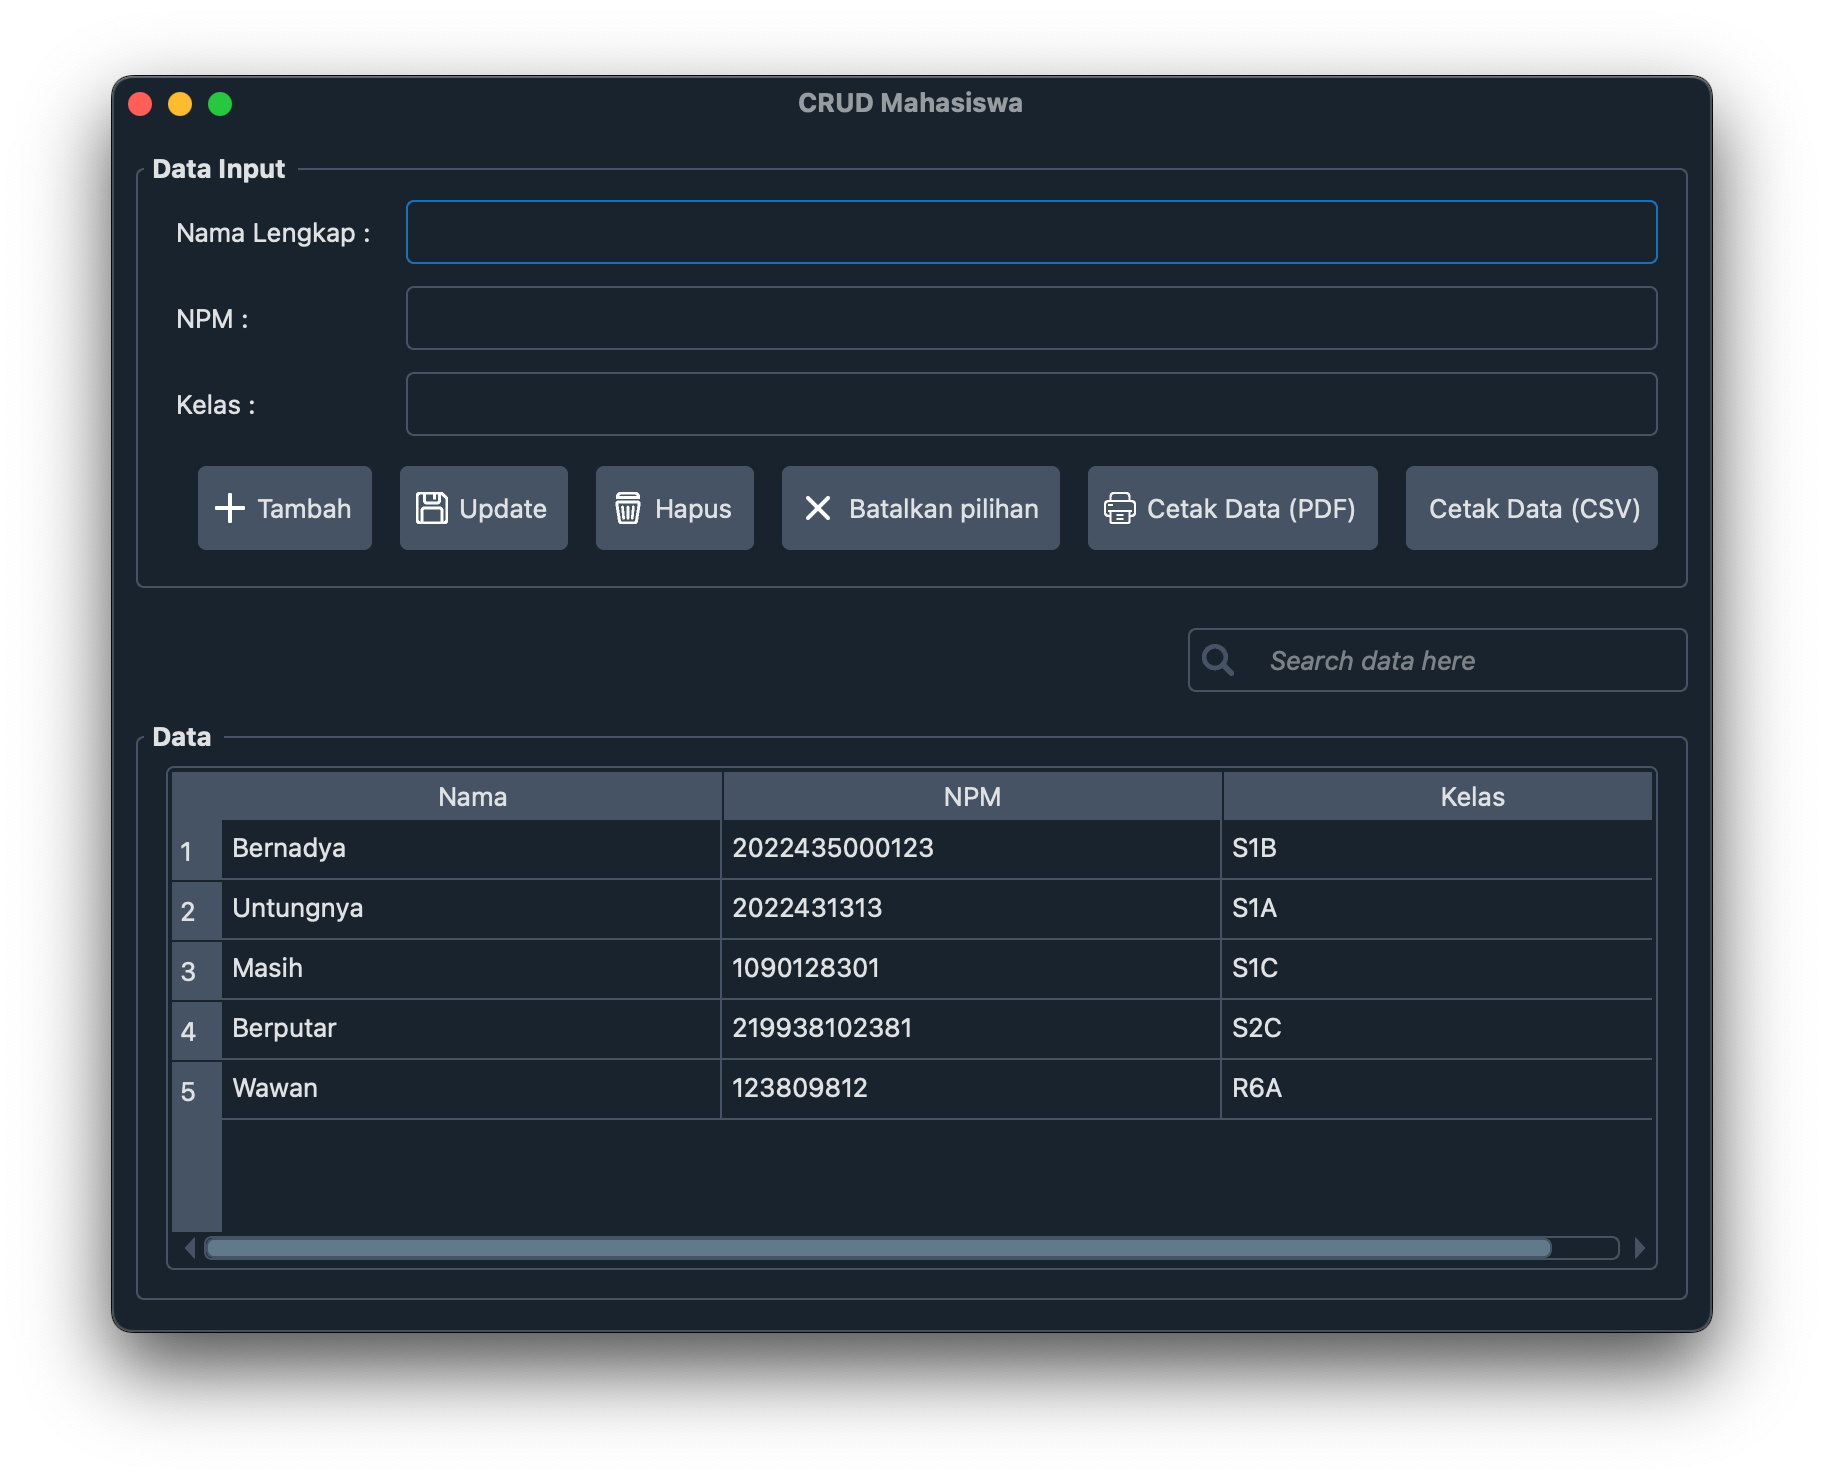 CRUD Mahasiswa
Data Input
Nama Lengkap :
NPM :
Kelas :
Tambah Update Hapus Batalkan pilihan Cetak Data (PDF) Cetak Data (CSV)
Search data here
Data
Nama NPM Kelas
1 Bernadya 2022435000123 S1B
2 Untungnya 2022431313 S1A
3 Masih 1090128301 S1C
4 Berputar 219938102381 S2C
5 Wawan 123809812 R6A